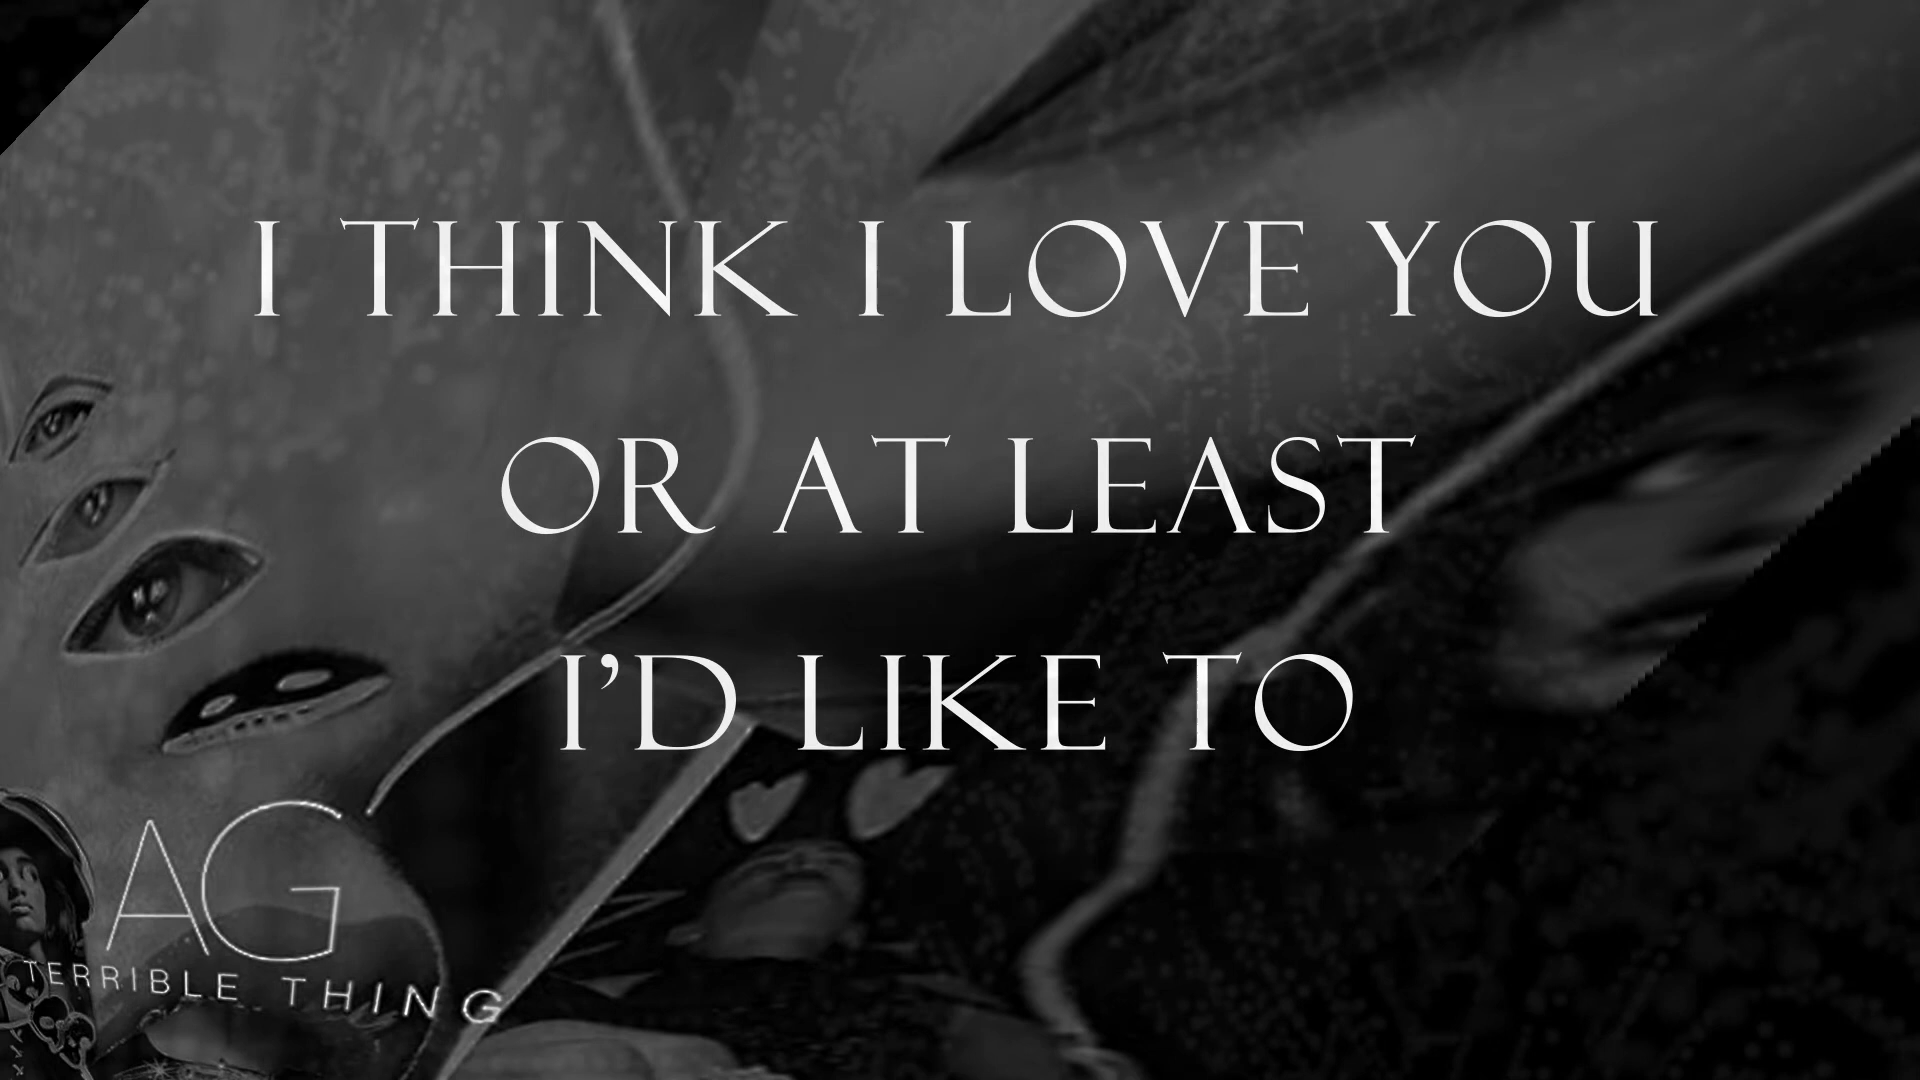 I THINK I LOVE YOU
OR AT LEAST
I’D LIKE TO
AG
TERRIBLE THING